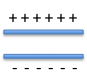 + + + + + +
- - - - - -